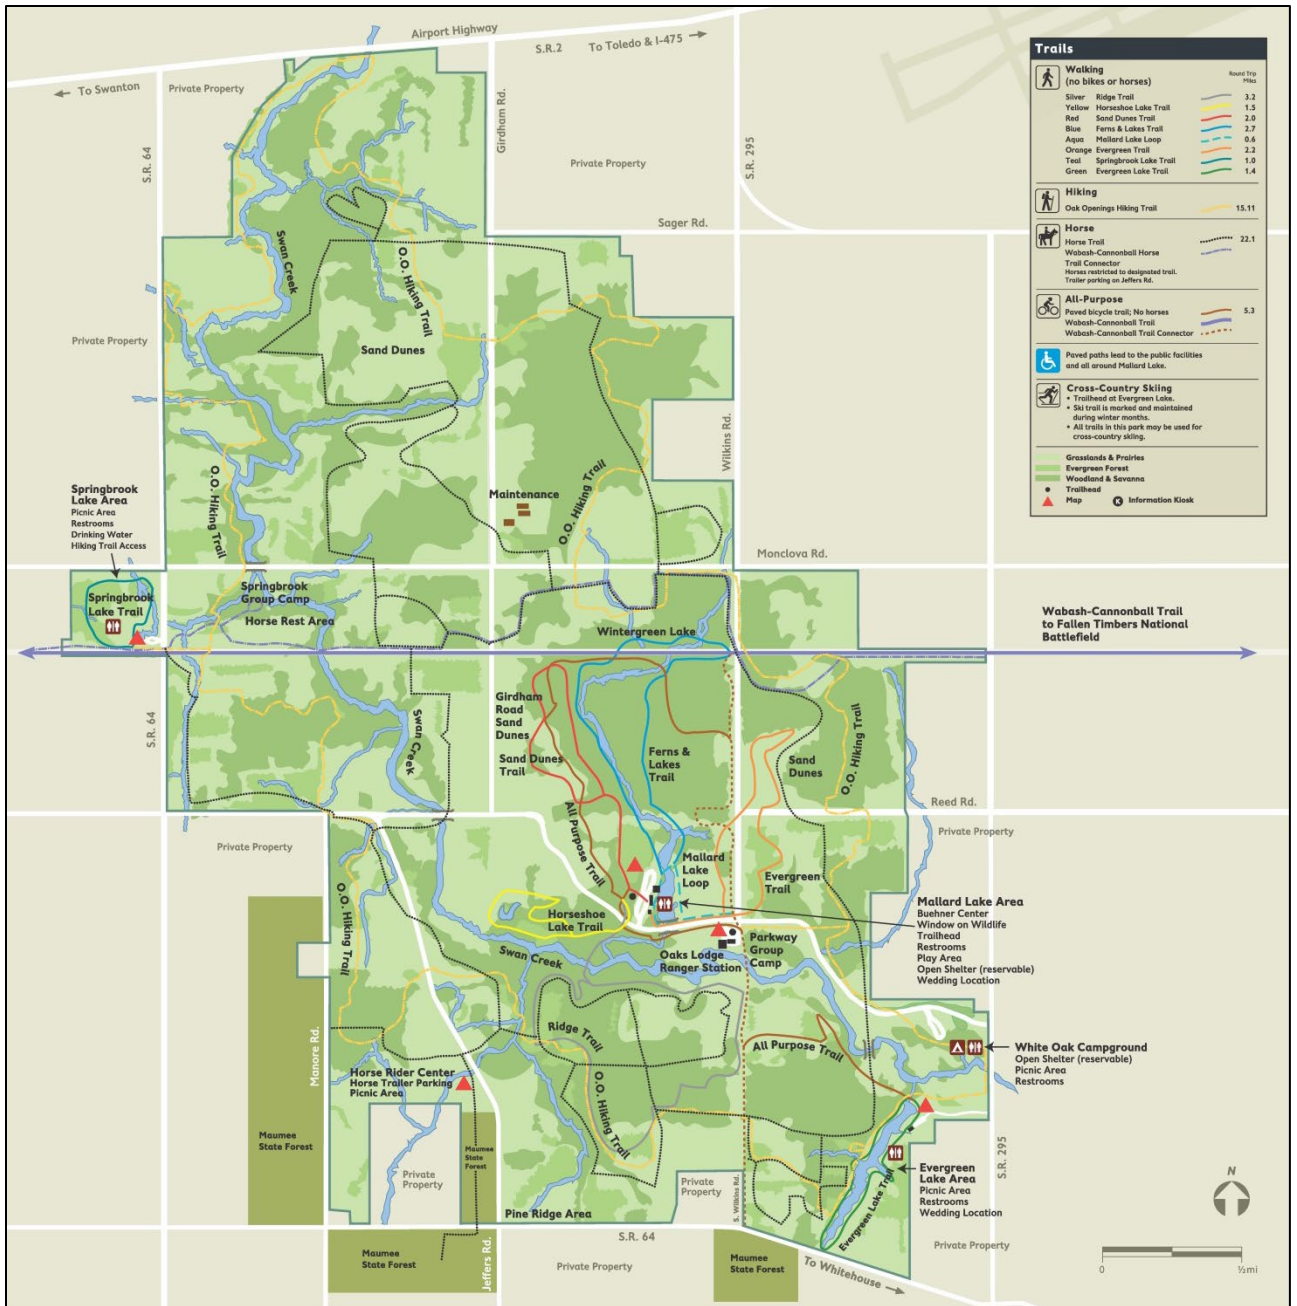 Airport Highway
S.R.2
To Toledo & I-475
To Swanton
Private Property
Girdham Rd.
S.R. 64
S.R. 295
Private Property
Sager Rd.
Swan Creek
O.O. Hiking Trail
Sand Dunes
Private Property
Wilkins Rd.
O.O. Hiking Trail
Maintenance
O.O. Hiking Trail
Springbrook
Lake Area
Picnic Area
Restrooms
Drinking Water
Hiking Trail Access
Monclova Rd.
Springbrook
Lake Trail
Springbrook
Group Camp
Horse Rest Area
Wintergreen Lake
Wabash-Cannonball Trail
to Fallen Timbers National
Battlefield
S.R. 64
Swan Creek
Girdham
Road
Sand
Dunes
Sand Dunes
Trail
Ferns &
Lakes
Trail
Sand
Dunes
O.O. Hiking Trail
Reed Rd.
Private Property
Private Property
All Purpose Trail
Mallard
Lake
Loop
Evergreen
Trail
O.O. Hiking Trail
Horseshoe
Lake Trail
Mallard Lake Area
Buehner Center
Window on Wildlife
Trailhead
Restrooms
Play Area
Open Shelter (reservable)
Wedding Location
Swan Creek
Oaks Lodge
Ranger Station
Parkway
Group
Camp
Manore Rd.
Ridge Trail
All Purpose Trail
White Oak Campground
Open Shelter (reservable)
Picnic Area
Restrooms
Horse Rider Center
Horse Trailer Parking
Picnic Area
O.O. Hiking Trail
Maumee
State Forest
Maumee
State
Forest
Private
Property
Private
Property
S. Wilkins Rd.
S.R. 295
Evergreen
Lake Area
Picnic Area
Restrooms
Wedding Location
Evergreen Lake Trail
Pine Ridge Area
S.R. 64
Jeffers Rd.
Maumee
State Forest
Private Property
Maumee
State Forest
To Whitehouse
Private Property
N
0 ½mi
Trails
Walking
(no bikes or horses)
Round Trip
Miles
Silver Ridge Trail 3.2
Yellow Horseshoe Lake Trail 1.5
Red Sand Dunes Trail 2.0
Blue Ferns & Lakes Trail 2.7
Aqua Mallard Lake Loop 0.6
Orange Evergreen Trail 2.2
Teal Springbrook Lake Trail 1.0
Green Evergreen Lake Trail 1.4
Hiking
Oak Openings Hiking Trail 15.11
Horse
Horse Trail 22.1
Wabash-Cannonball Horse
Trail Connector
Horses restricted to designated trail.
Trailer parking on Jeffers Rd.
All-Purpose
Paved bicycle trail; No horses 5.3
Wabash-Cannonball Trail
Wabash-Cannonball Trail Connector
Paved paths lead to the public facilities
and all around Mallard Lake.
Cross-Country Skiing
• Trailhead at Evergreen Lake.
• Ski trail is marked and maintained
during winter months.
• All trails in this park may be used for
cross-country skiing.
Grasslands & Prairies
Evergreen Forest
Woodland & Savanna
Trailhead
Map K Information Kiosk